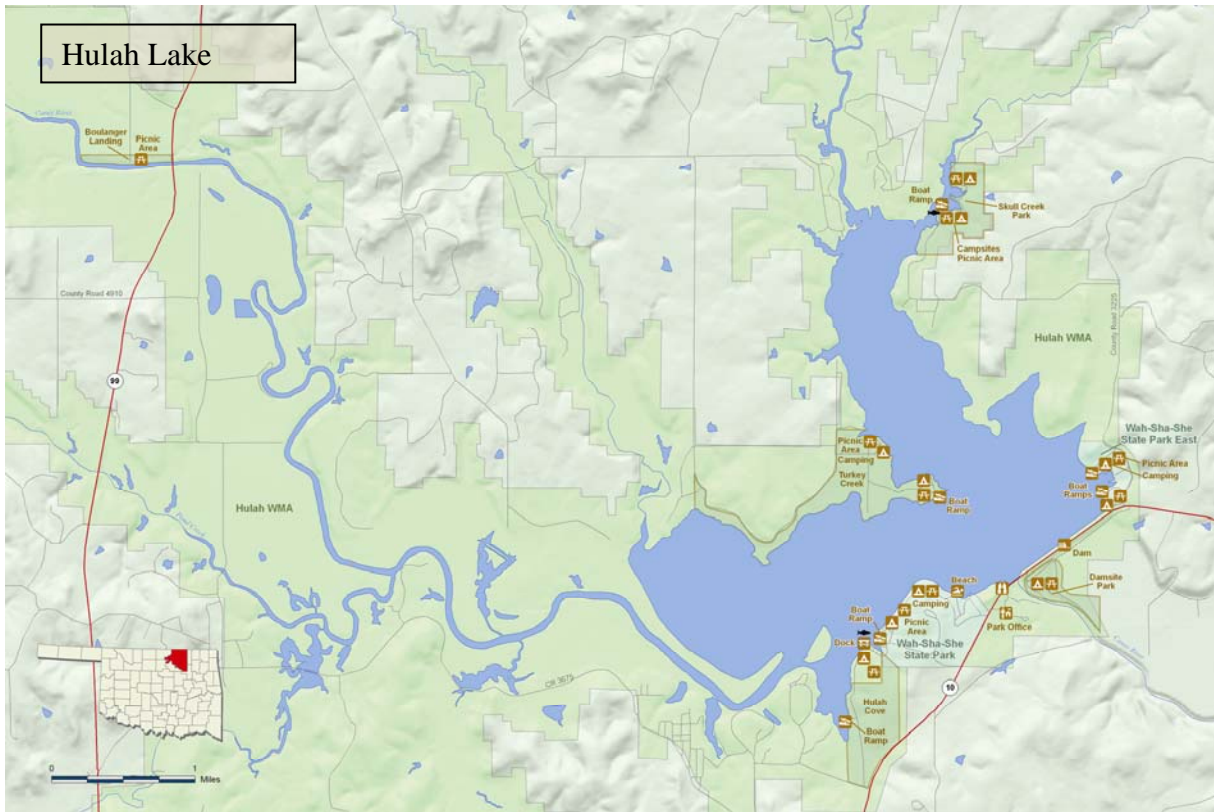 Hulah Lake
Caney River
Boulanger
Landing
Picnic
Area
Boat
Ramp
Skull Creek
Park
Campsites
Picnic Area
County Road 4910
County Road 3225
Hulah WMA
99
Wah-Sha-She
State Park East
Picnic Area
Camping
Picnic
Area
Camping
Turkey
Creek
Boat
Ramp
Boat
Ramps
Hulah WMA
Dam
Beach
Damsite
Park
Camping
Boat
Ramp
Picnic
Area
Park Office
Dock
Wah-Sha-She
State Park
CR 3675
10
Hulah
Cove
Boat
Ramp
0
1
Miles